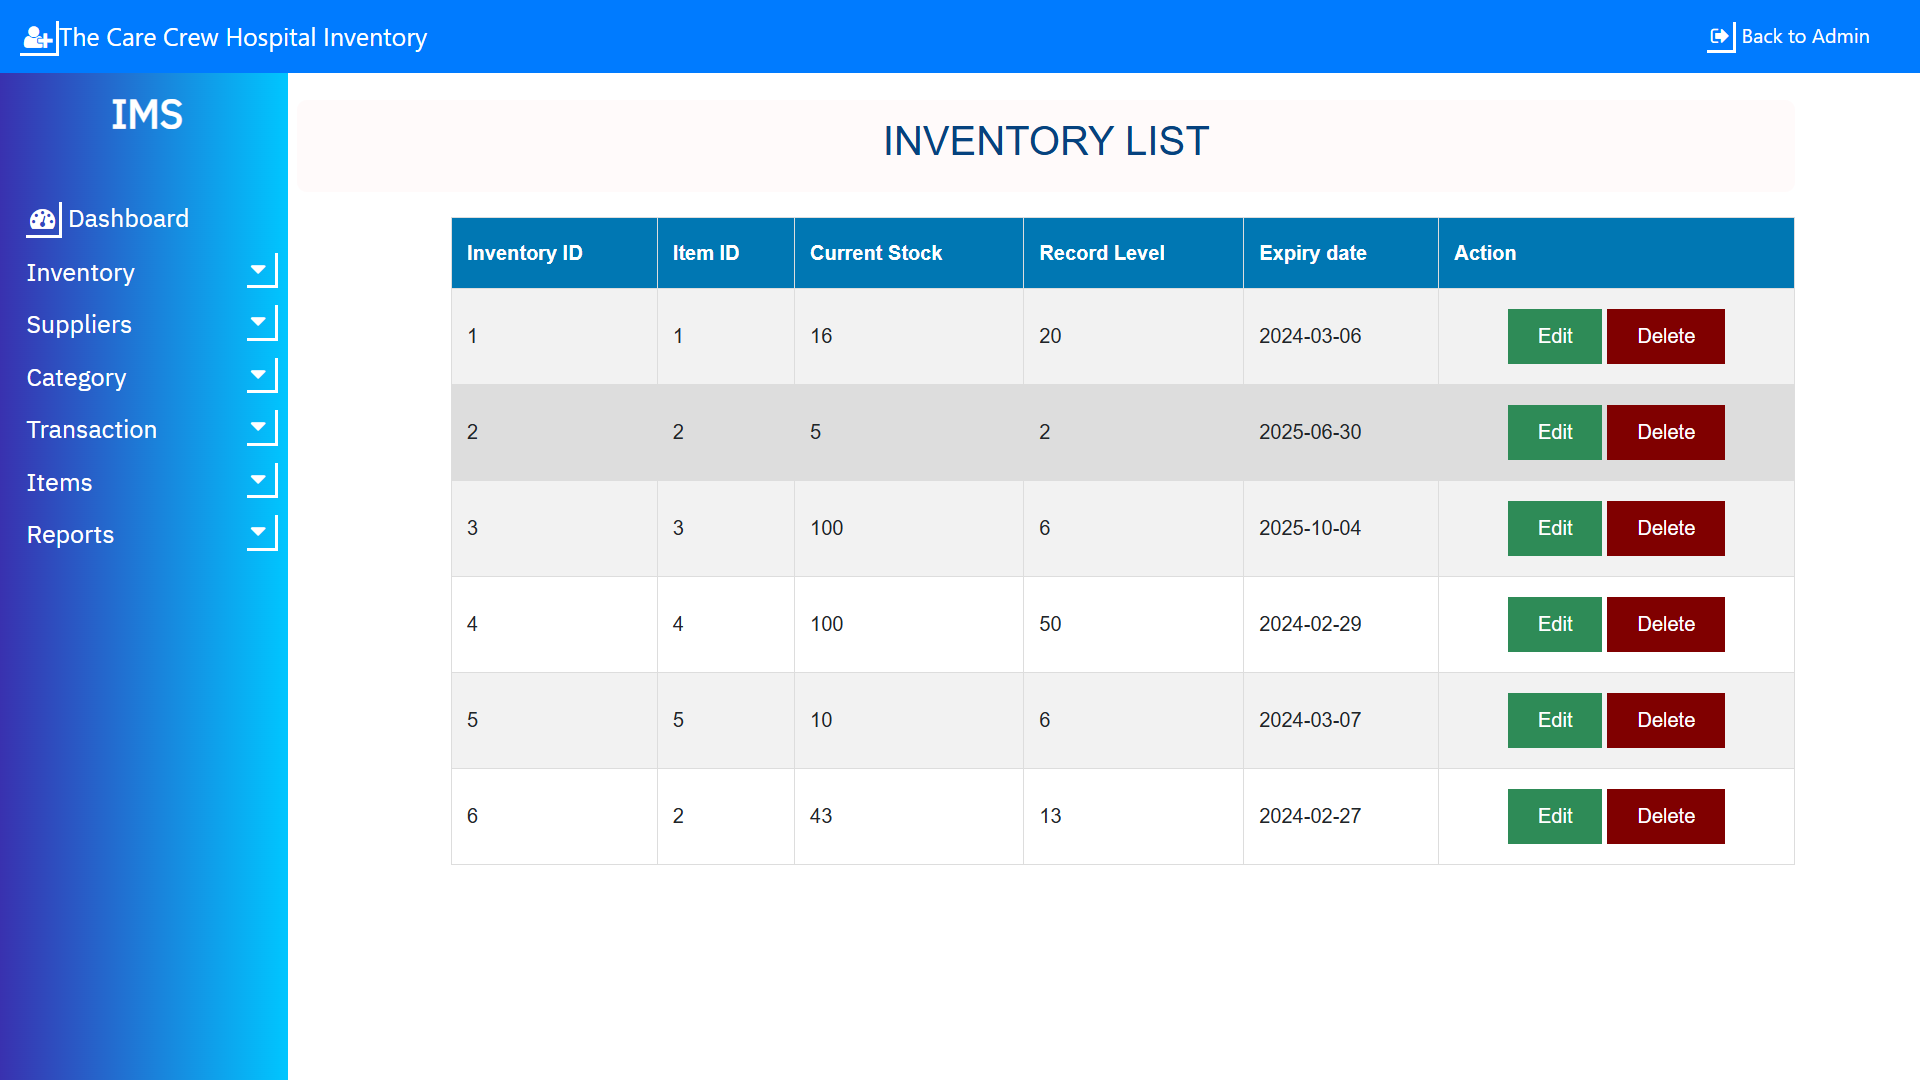 The Care Crew Hospital Inventory
Back to Admin
IMS
Dashboard
Inventory
Suppliers
Category
Transaction
Items
Reports
INVENTORY LIST
Inventory ID Item ID Current Stock Record Level Expiry date Action
1 1 16 20 2024-03-06 Edit Delete
2 2 5 2 2025-06-30 Edit Delete
3 3 100 6 2025-10-04 Edit Delete
4 4 100 50 2024-02-29 Edit Delete
5 5 10 6 2024-03-07 Edit Delete
6 2 43 13 2024-02-27 Edit Delete